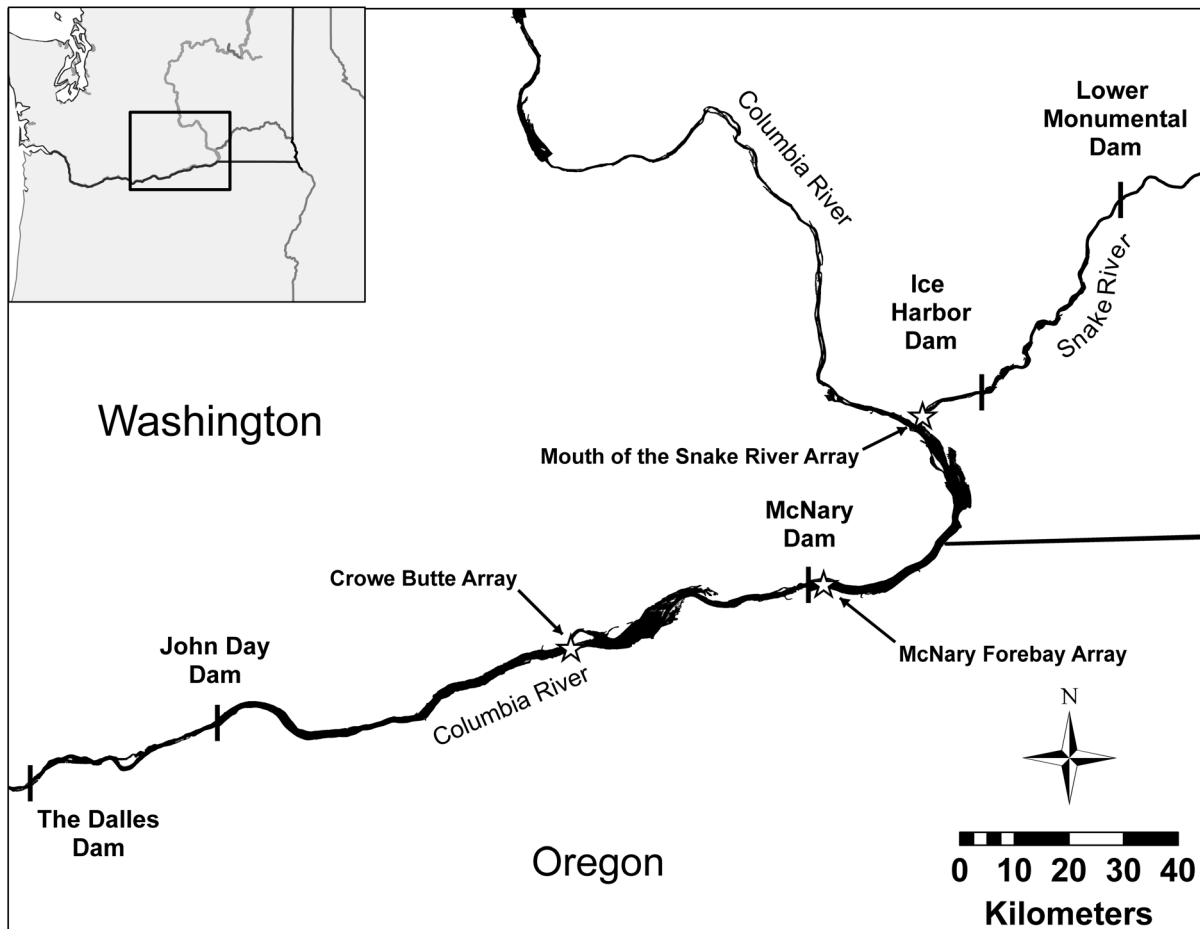 Columbia River
Lower
Monumental
Dam
Snake River
Ice
Harbor
Dam
Washington
Mouth of the Snake River Array
McNary
Dam
Crowe Butte Array
John Day
Dam
McNary Forebay Array
Columbia River
N
The Dalles
Dam
Oregon
0 10 20 30 40
Kilometers